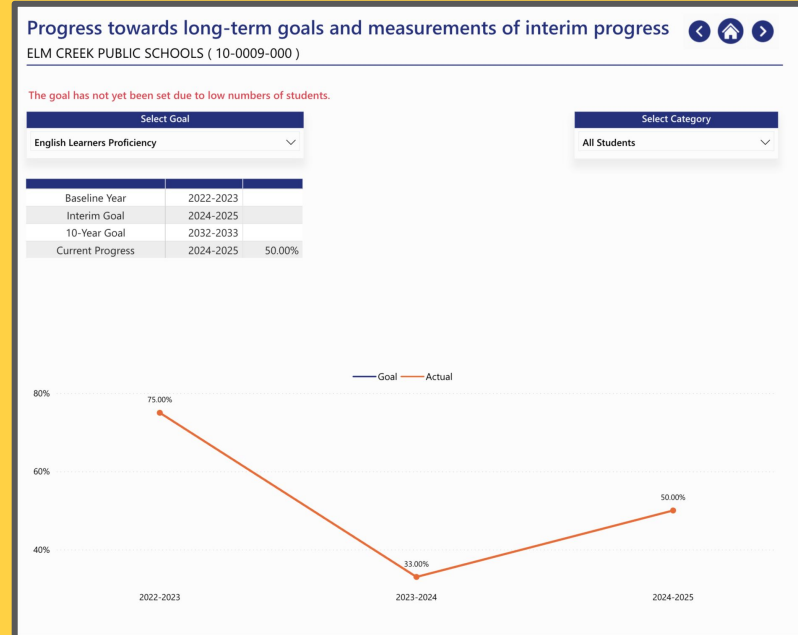 Progress towards long-term goals and measurements of interim progress
ELM CREEK PUBLIC SCHOOLS ( 10-0009-000 )
The goal has not yet been set due to low numbers of students.
Select Goal
English Learners Proficiency
Select Category
All Students
Baseline Year 2022-2023
Interim Goal 2024-2025
10-Year Goal 2032-2033
Current Progress 2024-2025 50.00%
Goal Actual
80%
75.00%
60%
50.00%
40%
33.00%
2022-2023 2023-2024 2024-2025